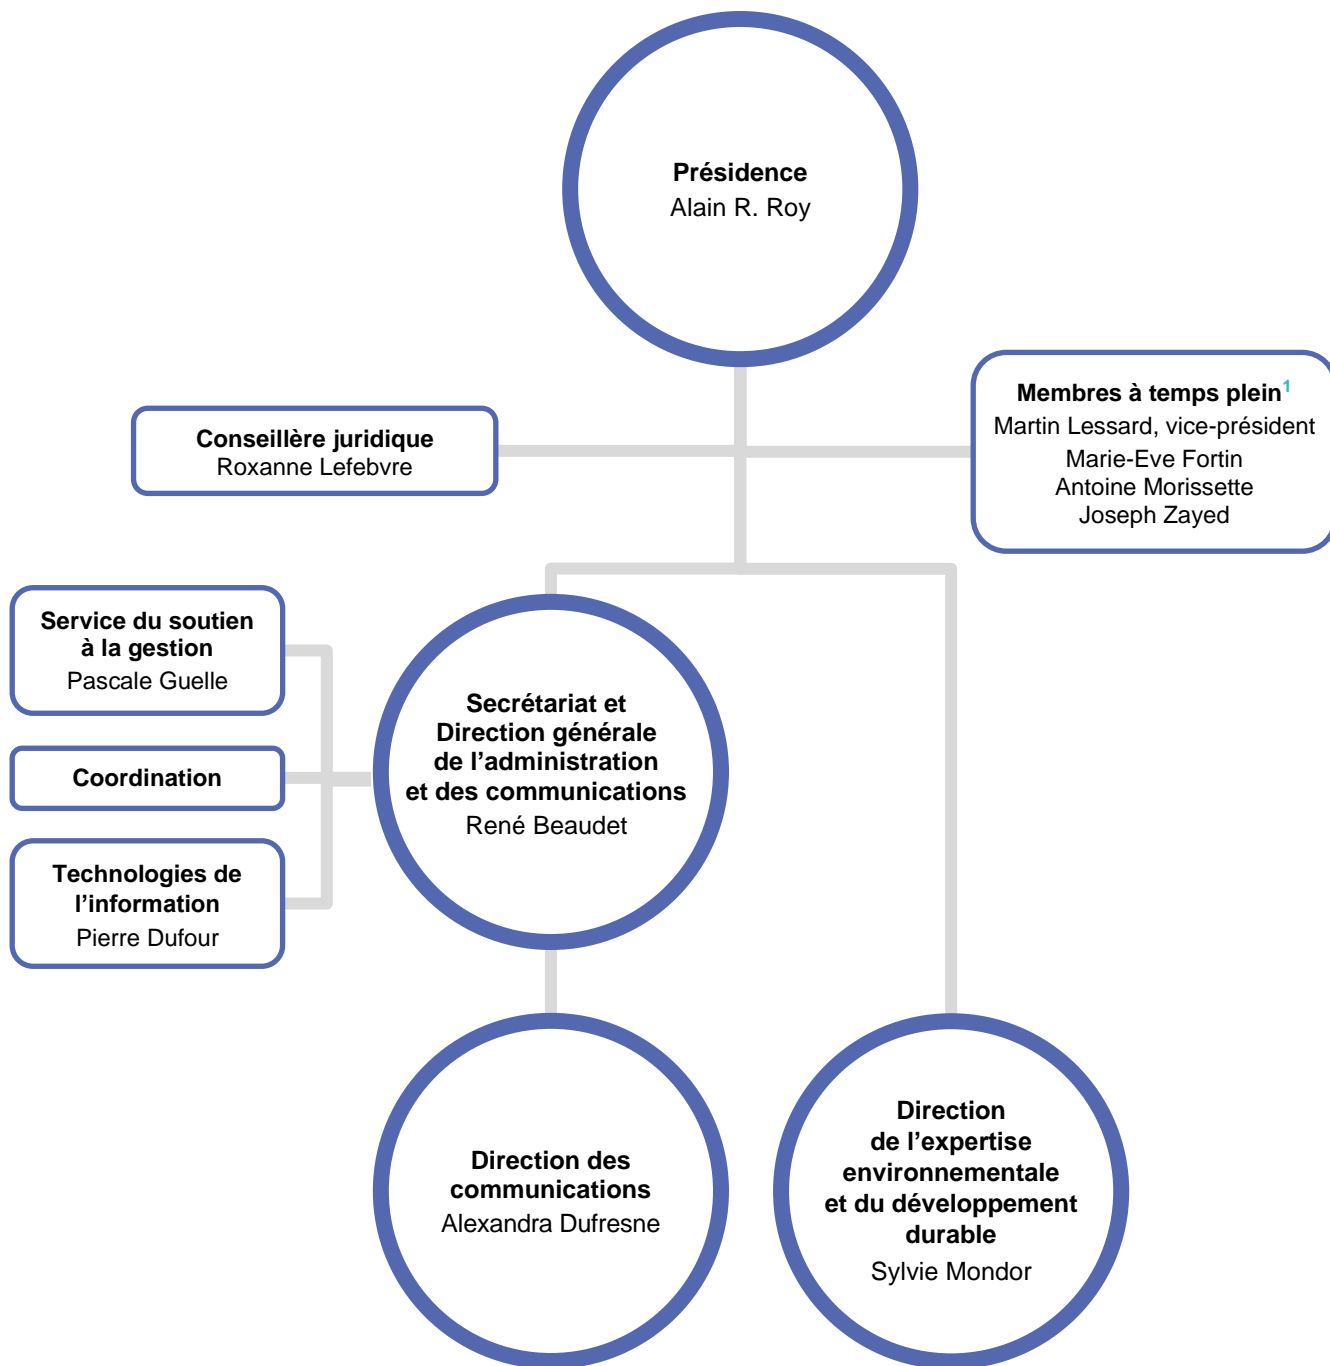 Présidence
Alain R. Roy
Conseillère juridique
Roxanne Lefebvre
Membres à temps plein1
Martin Lessard, vice-président
Marie-Eve Fortin
Antoine Morissette
Joseph Zayed
Service du soutien
à la gestion
Pascale Guelle
Coordination
Technologies de
l’information
Pierre Dufour
Secrétariat et
Direction générale
de l’administration
et des communications
René Beaudet
Direction des
communications
Alexandra Dufresne
Direction
de l’expertise
environnementale
et du développement
durable
Sylvie Mondor